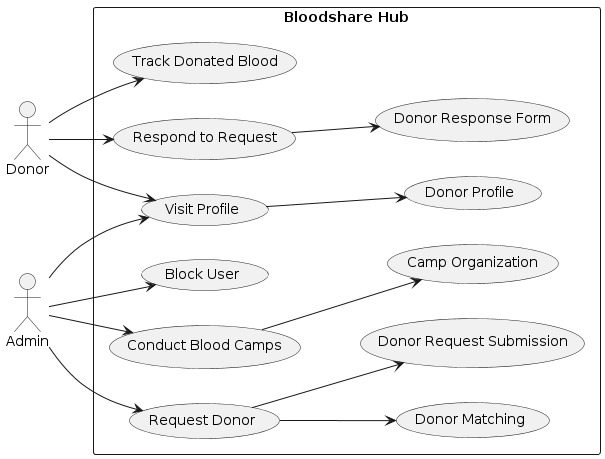 Bloodshare Hub
Track Donated Blood
Donor Response Form
Respond to Request
Donor
Donor Profile
Visit Profile
Camp Organization
Block User
Admin
Donor Request Submission
Conduct Blood Camps
Request Donor
Donor Matching